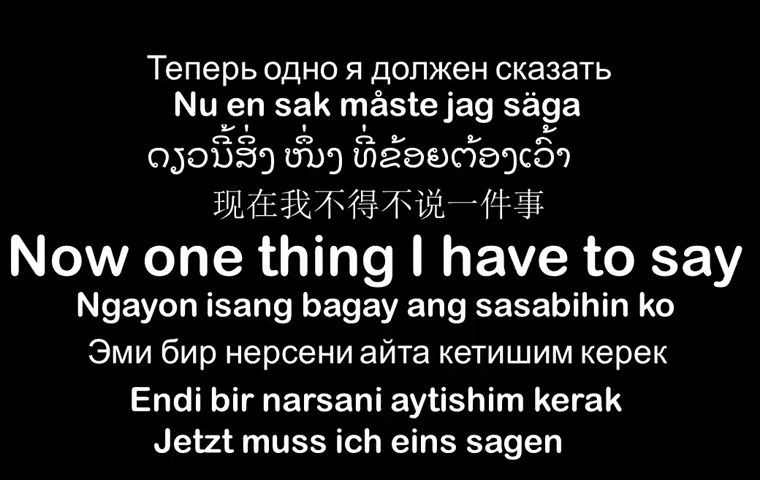 Теперь одно я должен сказать
Nu en sak måste jag säga
ດຽວນີ້ສິ່ງ ໜຶ່ງ ທີ່ຂ້ອຍຕ້ອງເວົ້າ
现在我不得不说一件事
Now one thing I have to say
Ngayon isang bagay ang sasabihin ko
Эми бир нерсени айта кетишим керек
Endi bir narsani aytishim kerak
Jetzt muss ich eins sagen